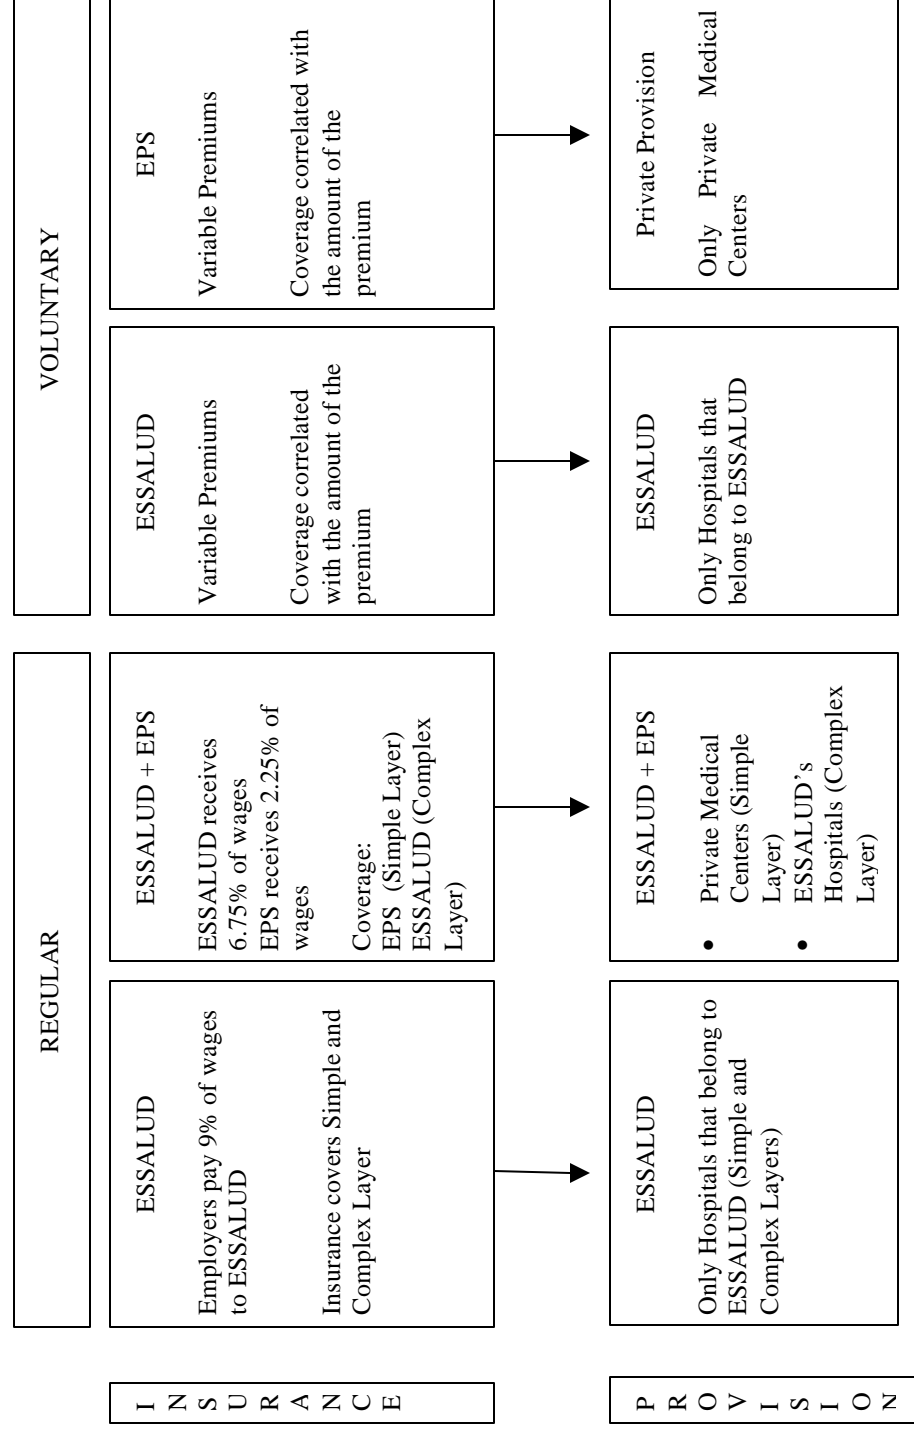 REGULAR
VOLUNTARY
I
N
S
U
R
A
N
C
E
ESSALUD
Employers pay 9% of wages
to ESSALUD
Insurance covers Simple and
Complex Layer
ESSALUD + EPS
ESSALUD receives
6.75% of wages
EPS receives 2.25% of
wages
Coverage:
EPS (Simple Layer)
ESSALUD (Complex
Layer)
ESSALUD
Variable Premiums
Coverage correlated
with the amount of the
premium
EPS
Variable Premiums
Coverage correlated with
the amount of the
premium
P
R
O
V
I
S
I
O
N
ESSALUD
Only Hospitals that belong to
ESSALUD (Simple and
Complex Layers)
ESSALUD + EPS
• Private Medical
Centers (Simple
Layer)
• ESSALUD’s
Hospitals (Complex
Layer)
ESSALUD
Only Hospitals that
belong to ESSALUD
Private Provision
Only Private Medical
Centers